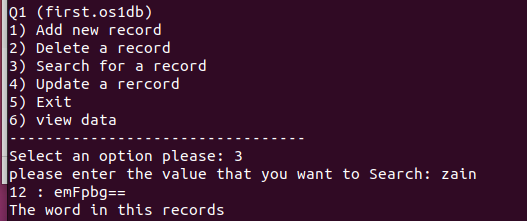 Q1 (first.os1db)
1) Add new record
2) Delete a record
3) Search for a record
4) Update a rercord
5) Exit
6) view data
---------------------------------
Select an option please: 3
please enter the value that you want to Search: zain
12 : emFpbg==
The word in this records